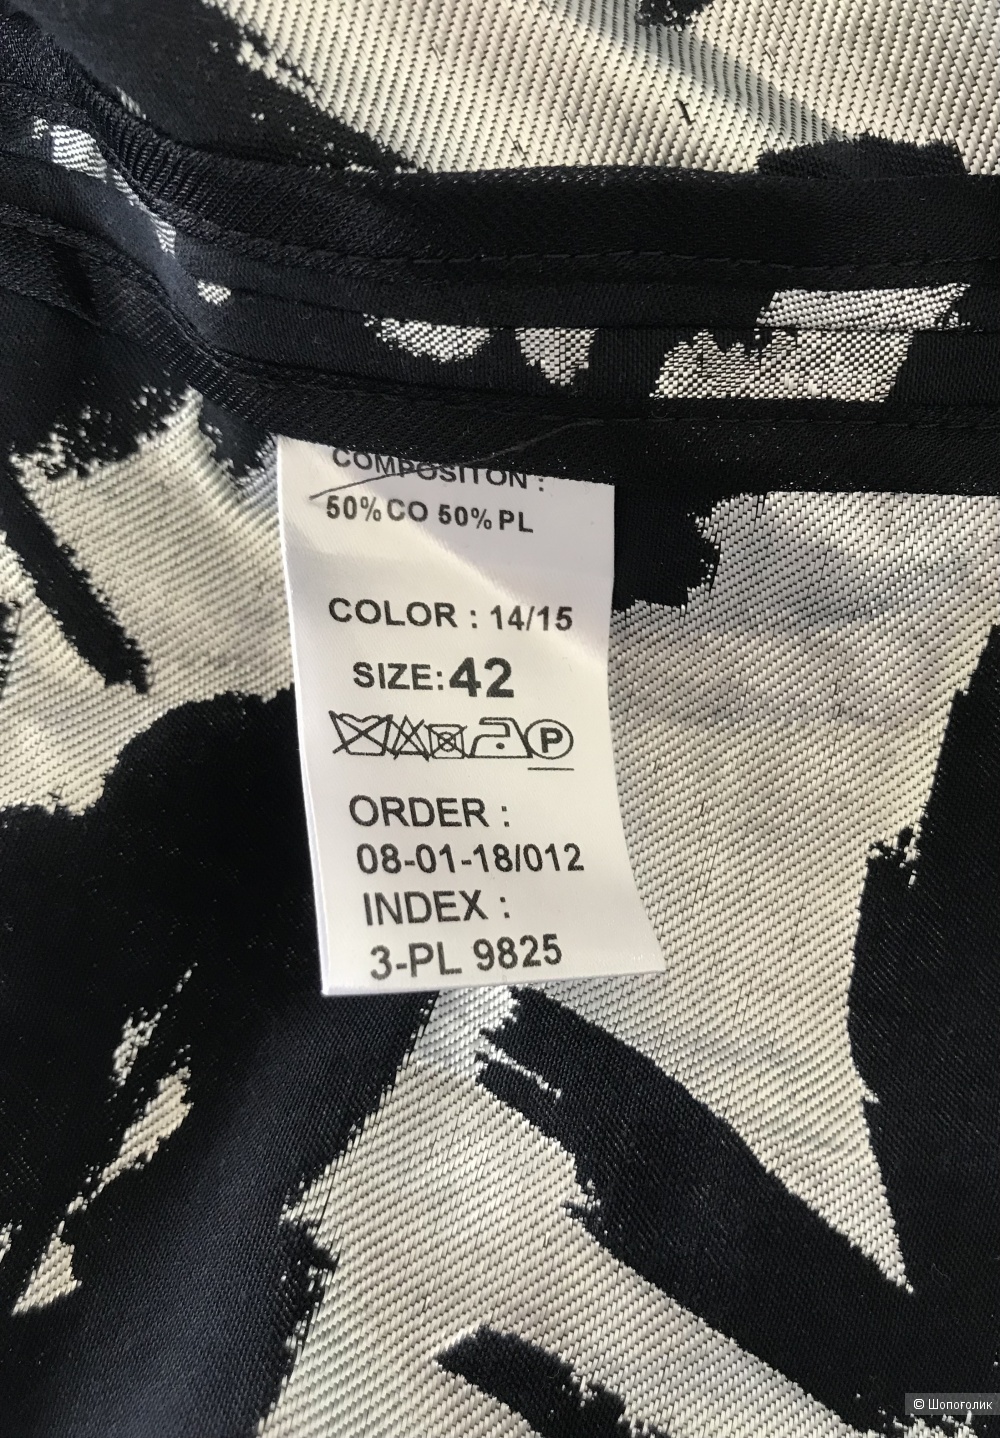 COMPOSITON :
50%CO 50% PL
COLOR : 14/15
SIZE:42
P
ORDER :
08-01-18/012
INDEX :
3-PL 9825
© Шопоголик